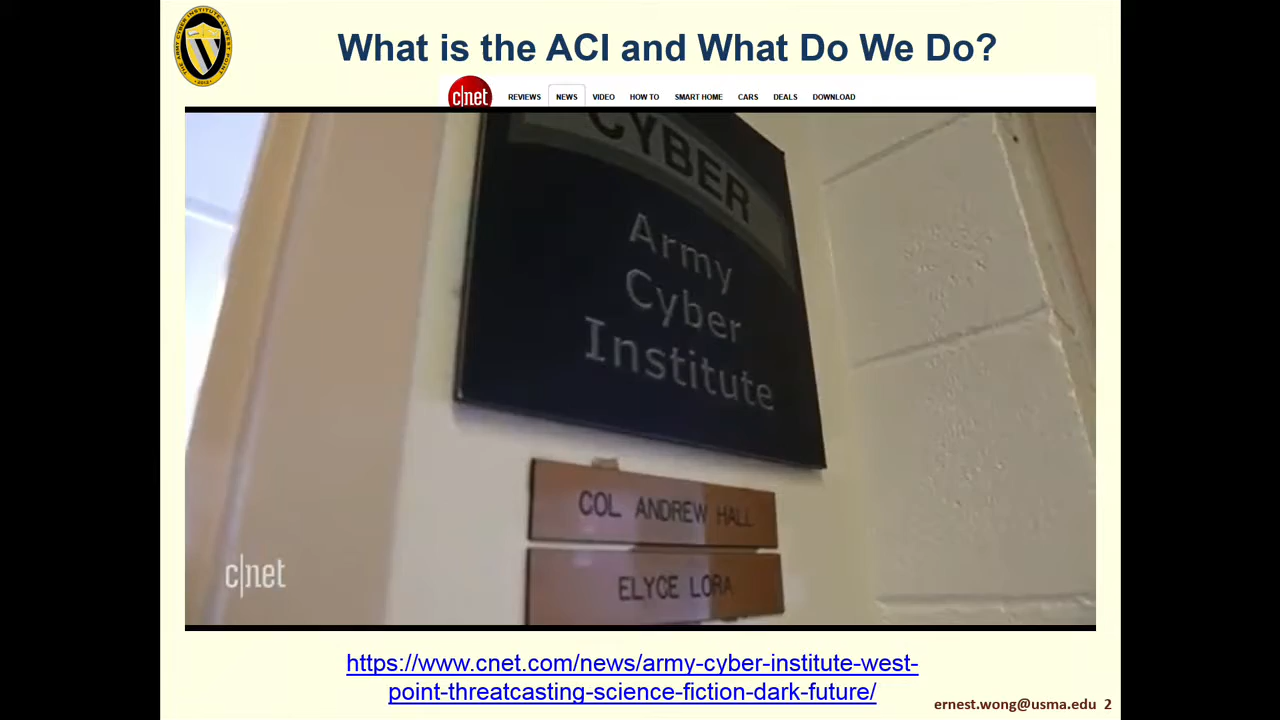 What is the ACI and What Do We Do?
c|net REVIEWS NEWS VIDEO HOW TO SMART HOME CARS DEALS DOWNLOAD
CYBER
Army
Cyber
Institute
COL ANDREW HALL
ELYCE LORA
c|net
https://www.cnet.com/news/army-cyber-institute-west-
point-threatcasting-science-fiction-dark-future/
ernest.wong@usma.edu 2